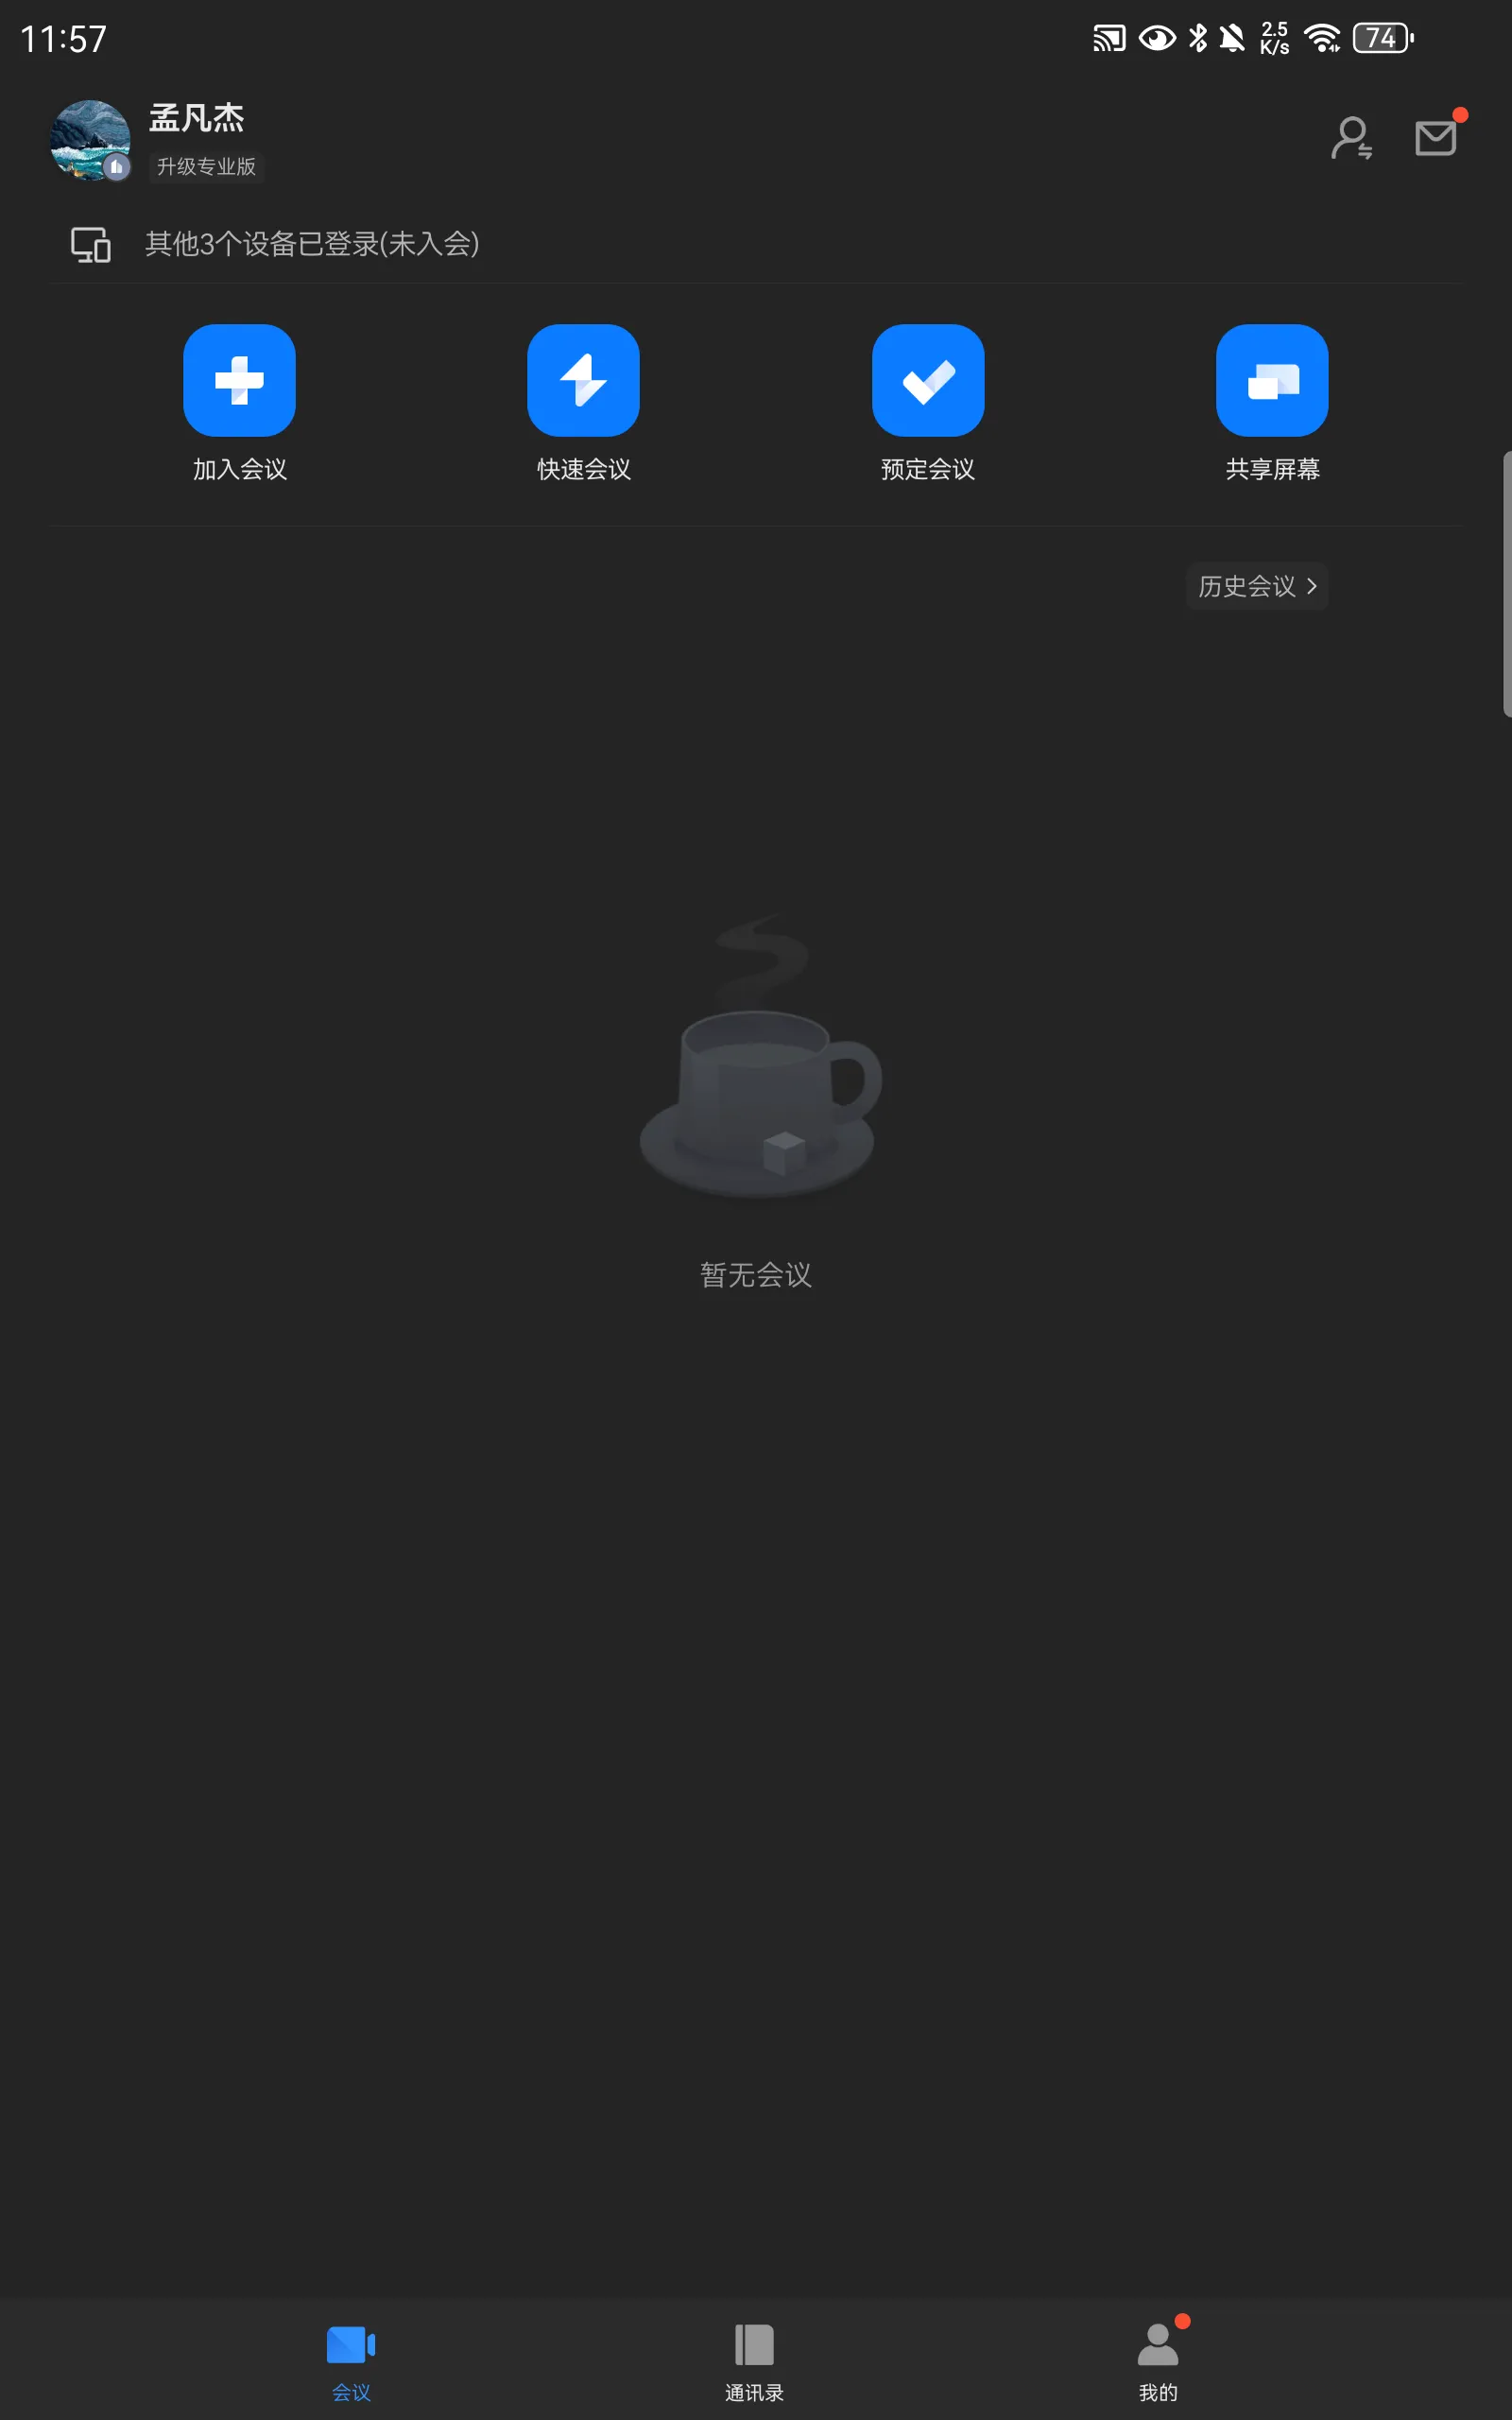 11:57
2.5
K/s
74
孟凡杰
升级专业版
其他3个设备已登录(未入会)
加入会议
快速会议
预定会议
共享屏幕
历史会议
暂无会议
会议
通讯录
我的